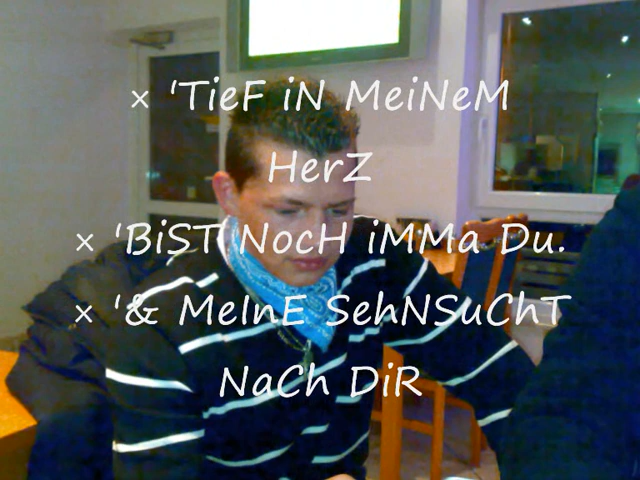 x 'TieF iN MeiNeM
HerZ
x 'BiST NocH iMMa Du.
x '& MeInE SehNSuChT
NaCh DiR